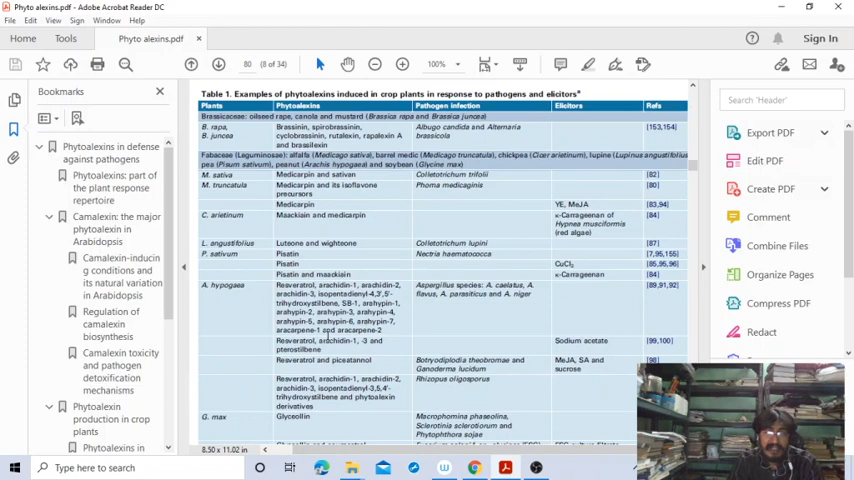 Phyto alexins.pdf - Adobe Acrobat Reader DC
File Edit View Sign Window Help
Home Tools Phyto alexins.pdf Sign In
80 (8 of 34) 100%
Bookmarks
Phytoalexins in defense
against pathogens
Phytoalexins: part of
the plant response
repertoire
Camalexin: the major
phytoalexin in
Arabidopsis
Camalexin-inducin
g conditions and
its natural variation
in Arabidopsis
Regulation of
camalexin
biosynthesis
Camalexin toxicity
and pathogen
detoxification
mechanisms
Phytoalexin
production in crop
plants
Phytoalexins in
Table 1. Examples of phytoalexins induced in crop plants in response to pathogens and elicitorsa
Plants Phytoalexins Pathogen infection Elicitors Refs
Brassicaceae: oilseed rape, canola and mustard (Brassica rapa and Brassica juncea)
B. rapa, Brassinin, spirobrassinin, Albugo candida and Alternaria [153,154]
B. juncea cyclobrassinin, rutalexin, rapalexin A brassicola
and brassilexin
Fabaceae (Leguminosae): alfalfa (Medicago sativa), barrel medic (Medicago truncatula), chickpea (Cicer arietinum), lupine (Lupinus angustifoliu
pea (Pisum sativum), peanut (Arachis hypogaea) and soybean (Glycine max)
M. sativa Medicarpin and sativan Colletotrichum trifolii [82]
M. truncatula Medicarpin and its isoflavone Phoma medicaginis [80]
precursors
Medicarpin YE, MeJA [83,94]
C. arietinum Maackiain and medicarpin κ-Carrageenan of [84]
Hypnea musciformis
(red algae)
L. angustifolius Luteone and wighteone Colletotrichum lupini [87]
P. sativum Pisatin Nectria haematococca [7,95,155]
Pisatin CuCl2 [85,95,96]
Pisatin and maackiain κ-Carrageenan [84]
A. hypogaea Resveratrol, arachidin-1, arachidin-2, Aspergillus species: A. caelatus, A. [89,91,92]
arachidin-3, isopentadienyl-4,3',5'- flavus, A. parasiticus and A. niger
trihydroxystilbene, SB-1, arahypin-1,
arahypin-2, arahypin-3, arahypin-4,
arahypin-5, arahypin-6, arahypin-7,
aracarpene-1 and aracarpene-2
Resveratrol, arachidin-1, -3 and Sodium acetate [99,100]
pterostilbene
Resveratrol and piceatannol Botryodiplodia theobromae and MeJA, SA and [98]
Ganoderma lucidum sucrose
Resveratrol, arachidin-1, arachidin-2, Rhizopus oligosporus
arachidin-3, isopentadienyl-3,5,4'-
trihydroxystilbene and phytoalexin
derivatives
G. max Glyceollin Macrophomina phaseolina,
Sclerotinia sclerotiorum and
Phytophthora sojae
8.50 x 11.02 in
Search 'Header'
Export PDF
Edit PDF
Create PDF
Comment
Combine Files
Organize Pages
Compress PDF
Redact
Type here to search